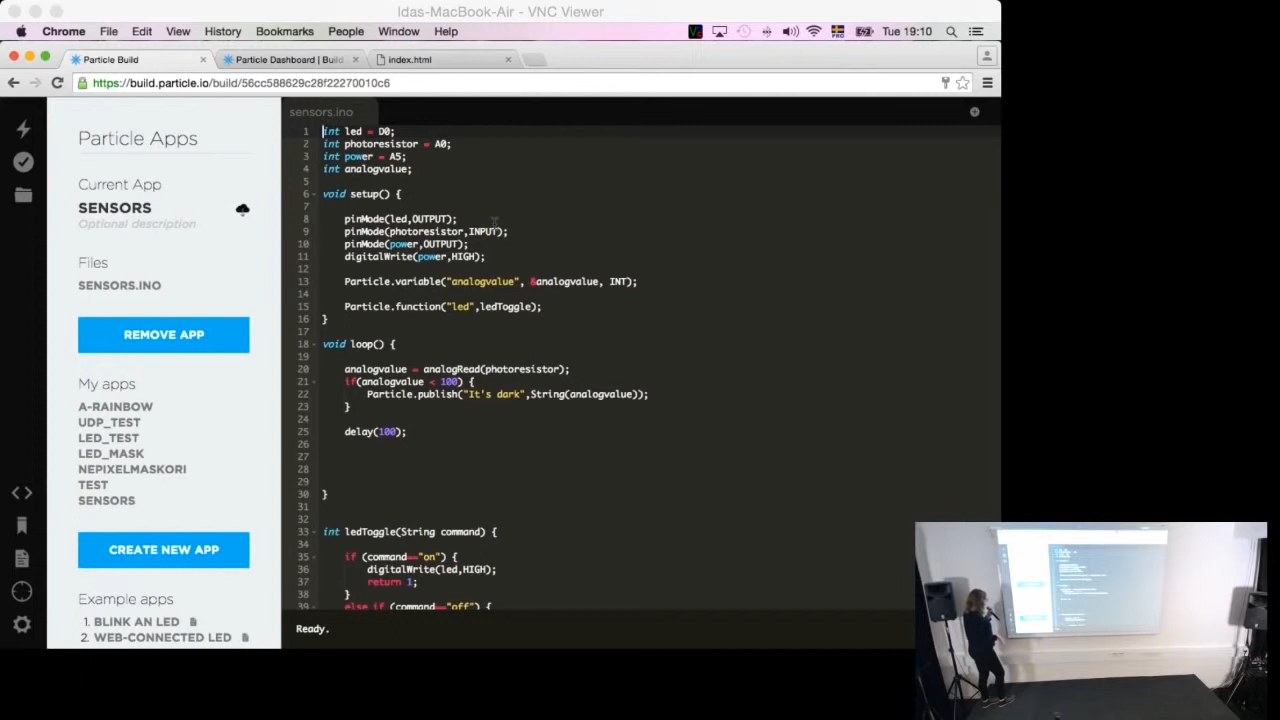 Idas-MacBook-Air - VNC Viewer
Chrome File Edit View History Bookmarks People Window Help Tue 19:10
Particle Build Particle Dashboard | Build index.html
https://build.particle.io/build/56cc588629c28f22270010c6
Particle Apps
Current App
SENSORS
Optional description
Files
SENSORS.INO
REMOVE APP
My apps
A-RAINBOW
UDP_TEST
LED_TEST
LED_MASK
NEPIXELMASKORI
TEST
SENSORS
CREATE NEW APP
Example apps
1. BLINK AN LED
2. WEB-CONNECTED LED
sensors.ino
1 int led = D0;
2 int photoresistor = A0;
3 int power = A5;
4 int analogvalue;
5
6 void setup() {
7
8 pinMode(led,OUTPUT);
9 pinMode(photoresistor,INPUT);
10 pinMode(power,OUTPUT);
11 digitalWrite(power,HIGH);
12
13 Particle.variable("analogvalue", &analogvalue, INT);
14
15 Particle.function("led",ledToggle);
16 }
17
18 void loop() {
19
20 analogvalue = analogRead(photoresistor);
21 if(analogvalue < 100) {
22 Particle.publish("It's dark",String(analogvalue));
23 }
24
25 delay(100);
26
27
28
29
30 }
31
32
33 int ledToggle(String command) {
34
35 if (command=="on") {
36 digitalWrite(led,HIGH);
37 return 1;
38 }
39 else if (command=="off") {
Ready.